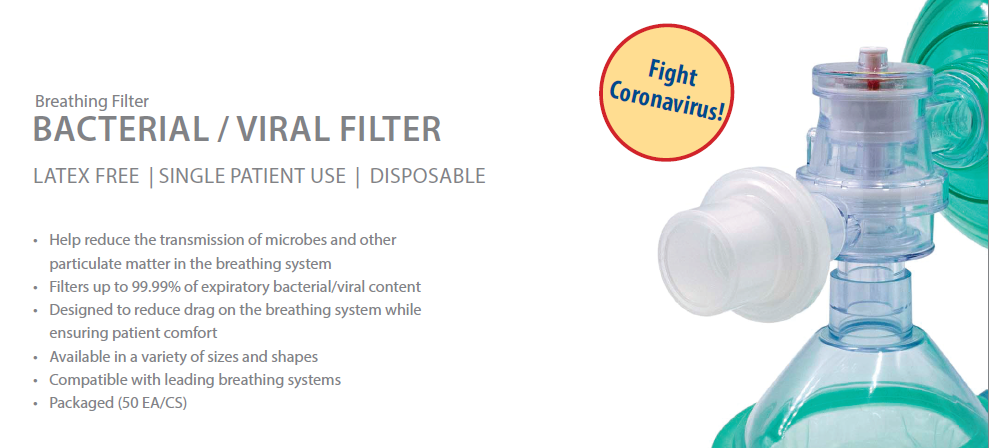 Breathing Filter
BACTERIAL / VIRAL FILTER
LATEX FREE | SINGLE PATIENT USE | DISPOSABLE
• Help reduce the transmission of microbes and other
particulate matter in the breathing system
• Filters up to 99.99% of expiratory bacterial/viral content
• Designed to reduce drag on the breathing system while
ensuring patient comfort
• Available in a variety of sizes and shapes
• Compatible with leading breathing systems
• Packaged (50 EA/CS)
Fight
Coronavirus!